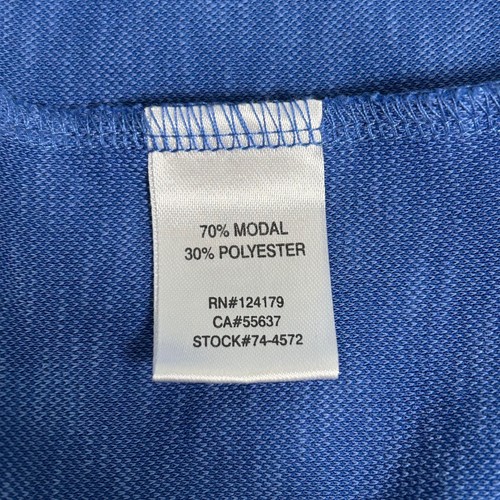 70% MODAL
30% POLYESTER
RN#124179
CA#55637
STOCK#74-4572